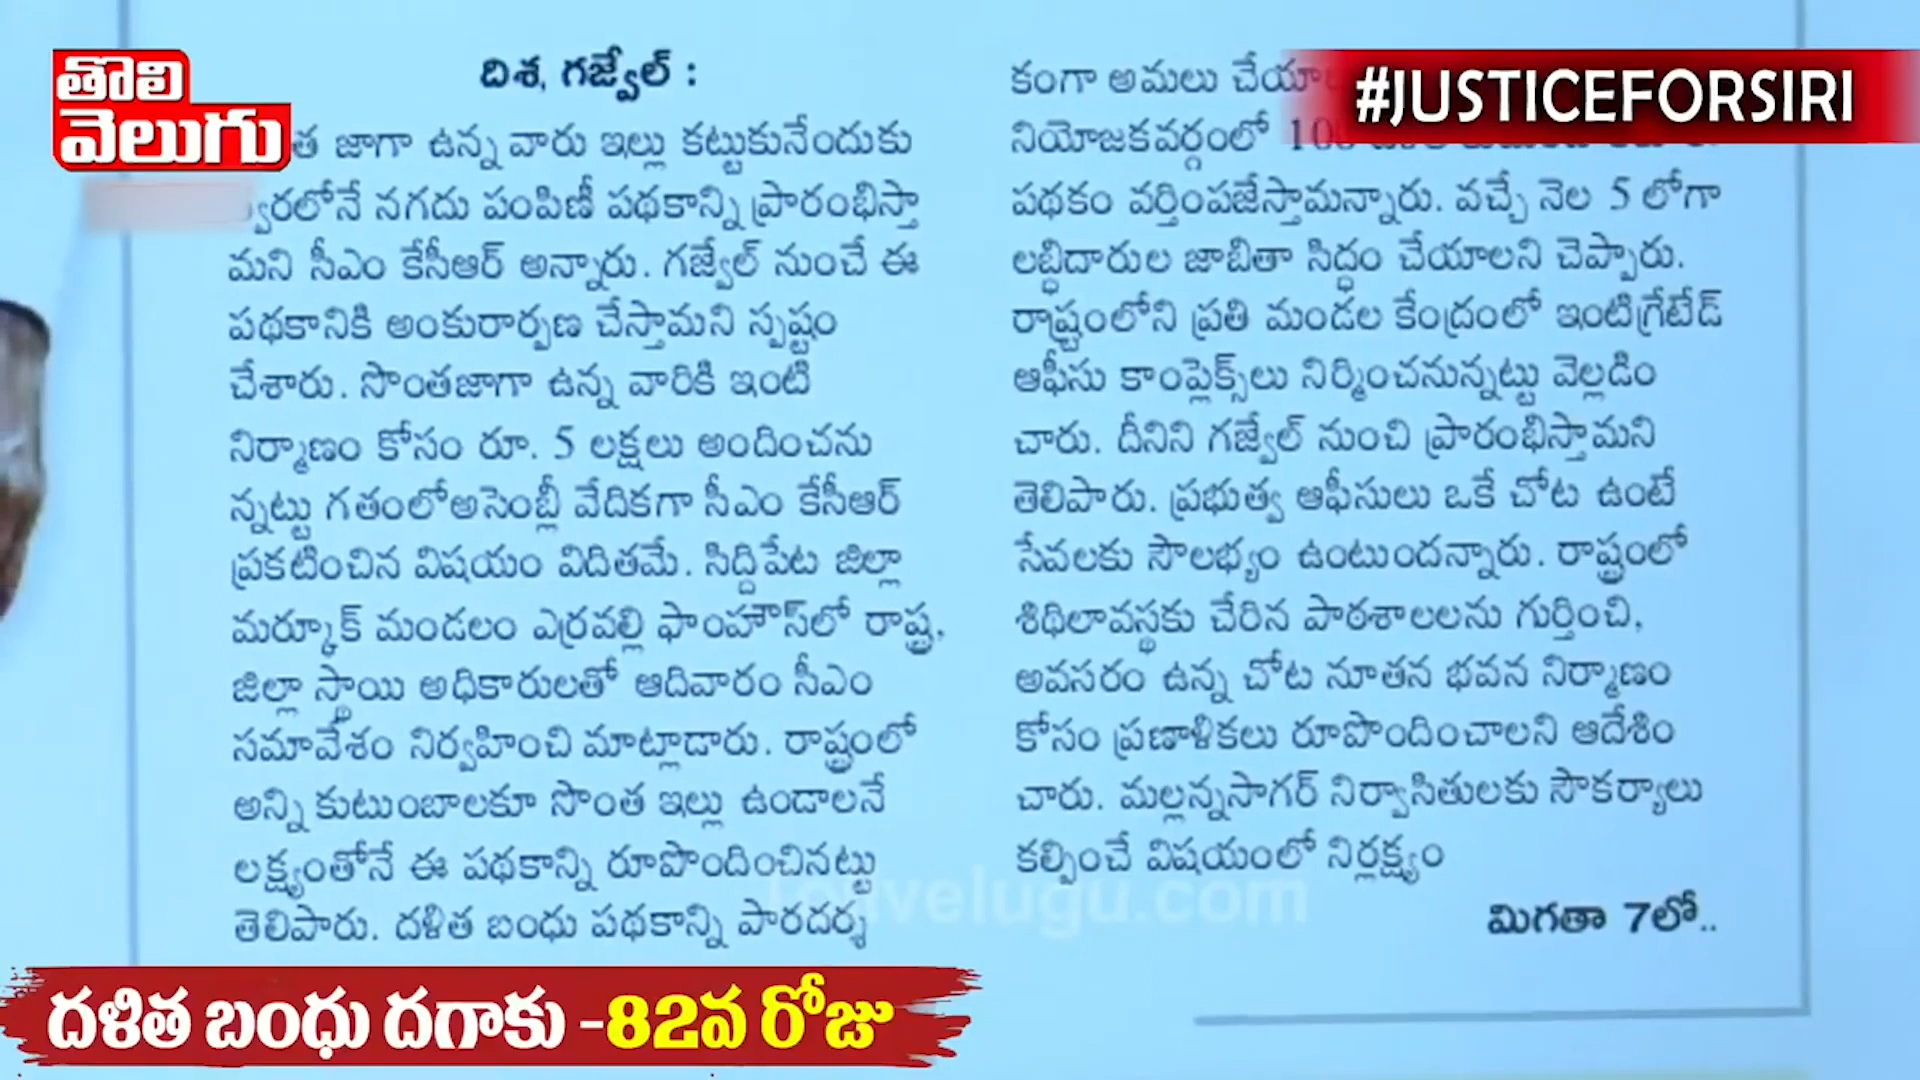 తొలి
వెలుగు
#JUSTICEFORSIRI
దిశ, గజ్వేల్ :
జాగా ఉన్న వారు ఇల్లు కట్టుకునేందుకు
నగదు పంపిణీ పథకాన్ని ప్రారంభిస్తా
మని సీఎం కేసీఆర్ అన్నారు. గజ్వేల్ నుంచే ఈ
పథకానికి అంకురార్పణ చేస్తామని స్పష్టం
చేశారు. సొంతజాగా ఉన్న వారికి ఇంటి
నిర్మాణం కోసం రూ. 5 లక్షలు అందించను
న్నట్టు గతంలోఅసెంబ్లీ వేదికగా సీఎం కేసీఆర్
ప్రకటించిన విషయం విదితమే. సిద్దిపేట జిల్లా
మర్కూక్ మండలం ఎర్రవల్లి ఫాంహౌస్‌లో రాష్ట్ర,
జిల్లా స్థాయి అధికారులతో ఆదివారం సీఎం
సమావేశం నిర్వహించి మాట్లాడారు. రాష్ట్రంలో
అన్ని కుటుంబాలకూ సొంత ఇల్లు ఉండాలనే
లక్ష్యంతోనే ఈ పథకాన్ని రూపొందించినట్టు
తెలిపారు. దళిత బంధు పథకాన్ని పారదర్శ
కంగా అమలు
నియోజకవర్గంలో
పథకం వర్తింపజేస్తామన్నారు. వచ్చే నెల 5 లోగా
లబ్ధిదారుల జాబితా సిద్ధం చేయాలని చెప్పారు.
రాష్ట్రంలోని ప్రతి మండల కేంద్రంలో ఇంటిగ్రేటేడ్
ఆఫీసు కాంప్లెక్స్‌లు నిర్మించనున్నట్టు వెల్లడిం
చారు. దీనిని గజ్వేల్ నుంచి ప్రారంభిస్తామని
తెలిపారు. ప్రభుత్వ ఆఫీసులు ఒకే చోట ఉంటే
సేవలకు సౌలభ్యం ఉంటుందన్నారు. రాష్ట్రంలో
శిథిలావస్థకు చేరిన పాఠశాలలను గుర్తించి,
అవసరం ఉన్న చోట నూతన భవన నిర్మాణం
కోసం ప్రణాళికలు రూపొందించాలని ఆదేశిం
చారు. మల్లన్నసాగర్ నిర్వాసితులకు సౌకర్యాలు
కల్పించే విషయంలో నిర్లక్ష్యం
మిగతా 7లో..
దళిత బంధు దగాకు -82వ రోజు